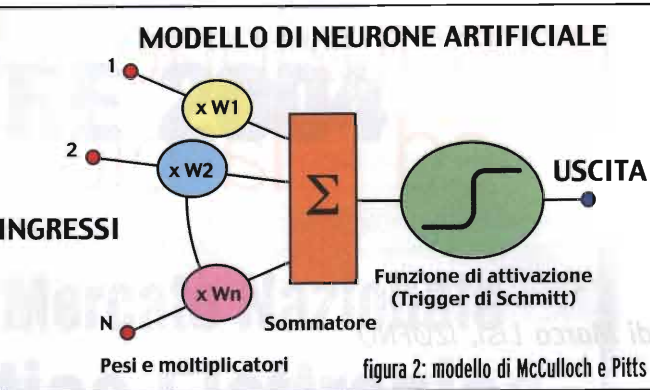 MODELLO DI NEURONE ARTIFICIALE
1
x W1
2
x W2
Σ
USCITA
INGRESSI
x Wn
Funzione di attivazione
(Trigger di Schmitt)
N
Sommatore
Pesi e moltiplicatori
figura 2: modello di McCulloch e Pitts